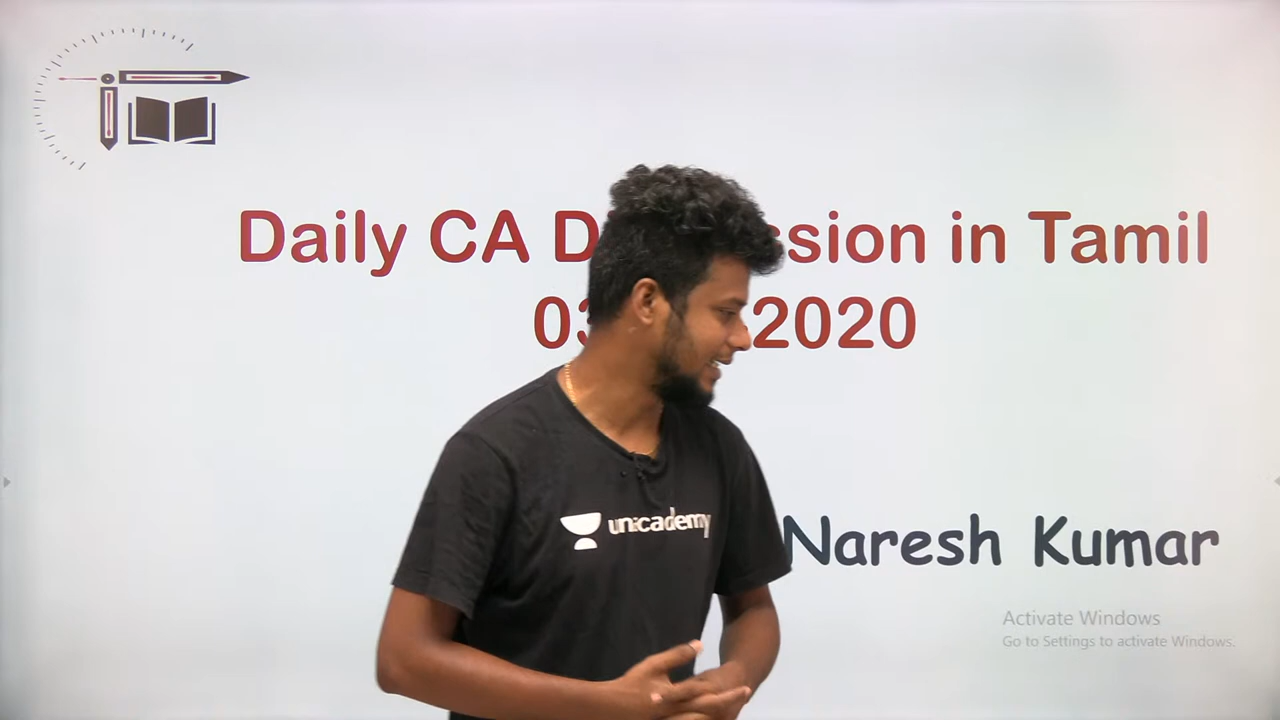 Daily CA D ssion in Tamil
03 2020
unacademy
Naresh Kumar
Activate Windows
Go to Settings to activate Windows.